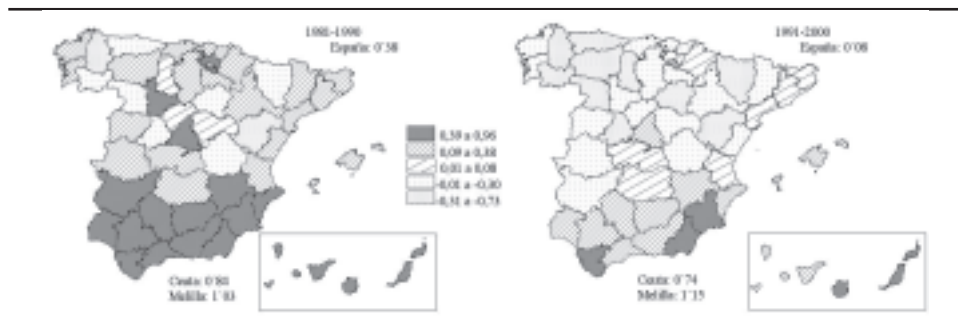 1981-1990
España: 0'38
1991-2000
España: 0'08
0,39 a 0,96
0,09 a 0,38
0,01 a 0,08
-0,01 a -0,30
-0,31 a -0,73
Ceuta: 0'84
Melilla: 1'03
Ceuta: 0'74
Melilla: 1'15